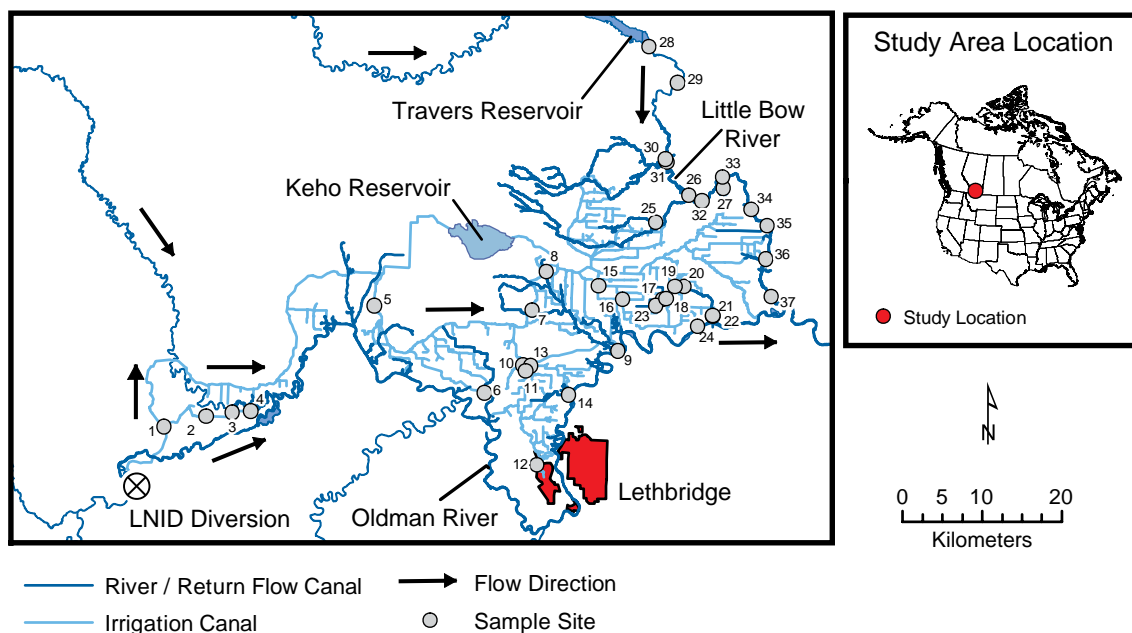 Travers Reservoir
Little Bow
River
Keho Reservoir
LNID Diversion
Oldman River
Lethbridge
1
2
3
4
5
6
7
8
9
10
11
12
13
14
15
16
17
18
19
20
21
22
23
24
25
26
27
28
29
30
31
32
33
34
35
36
37
Study Area Location
Study Location
N
0 5 10 20
Kilometers
River / Return Flow Canal
Flow Direction
Irrigation Canal
Sample Site